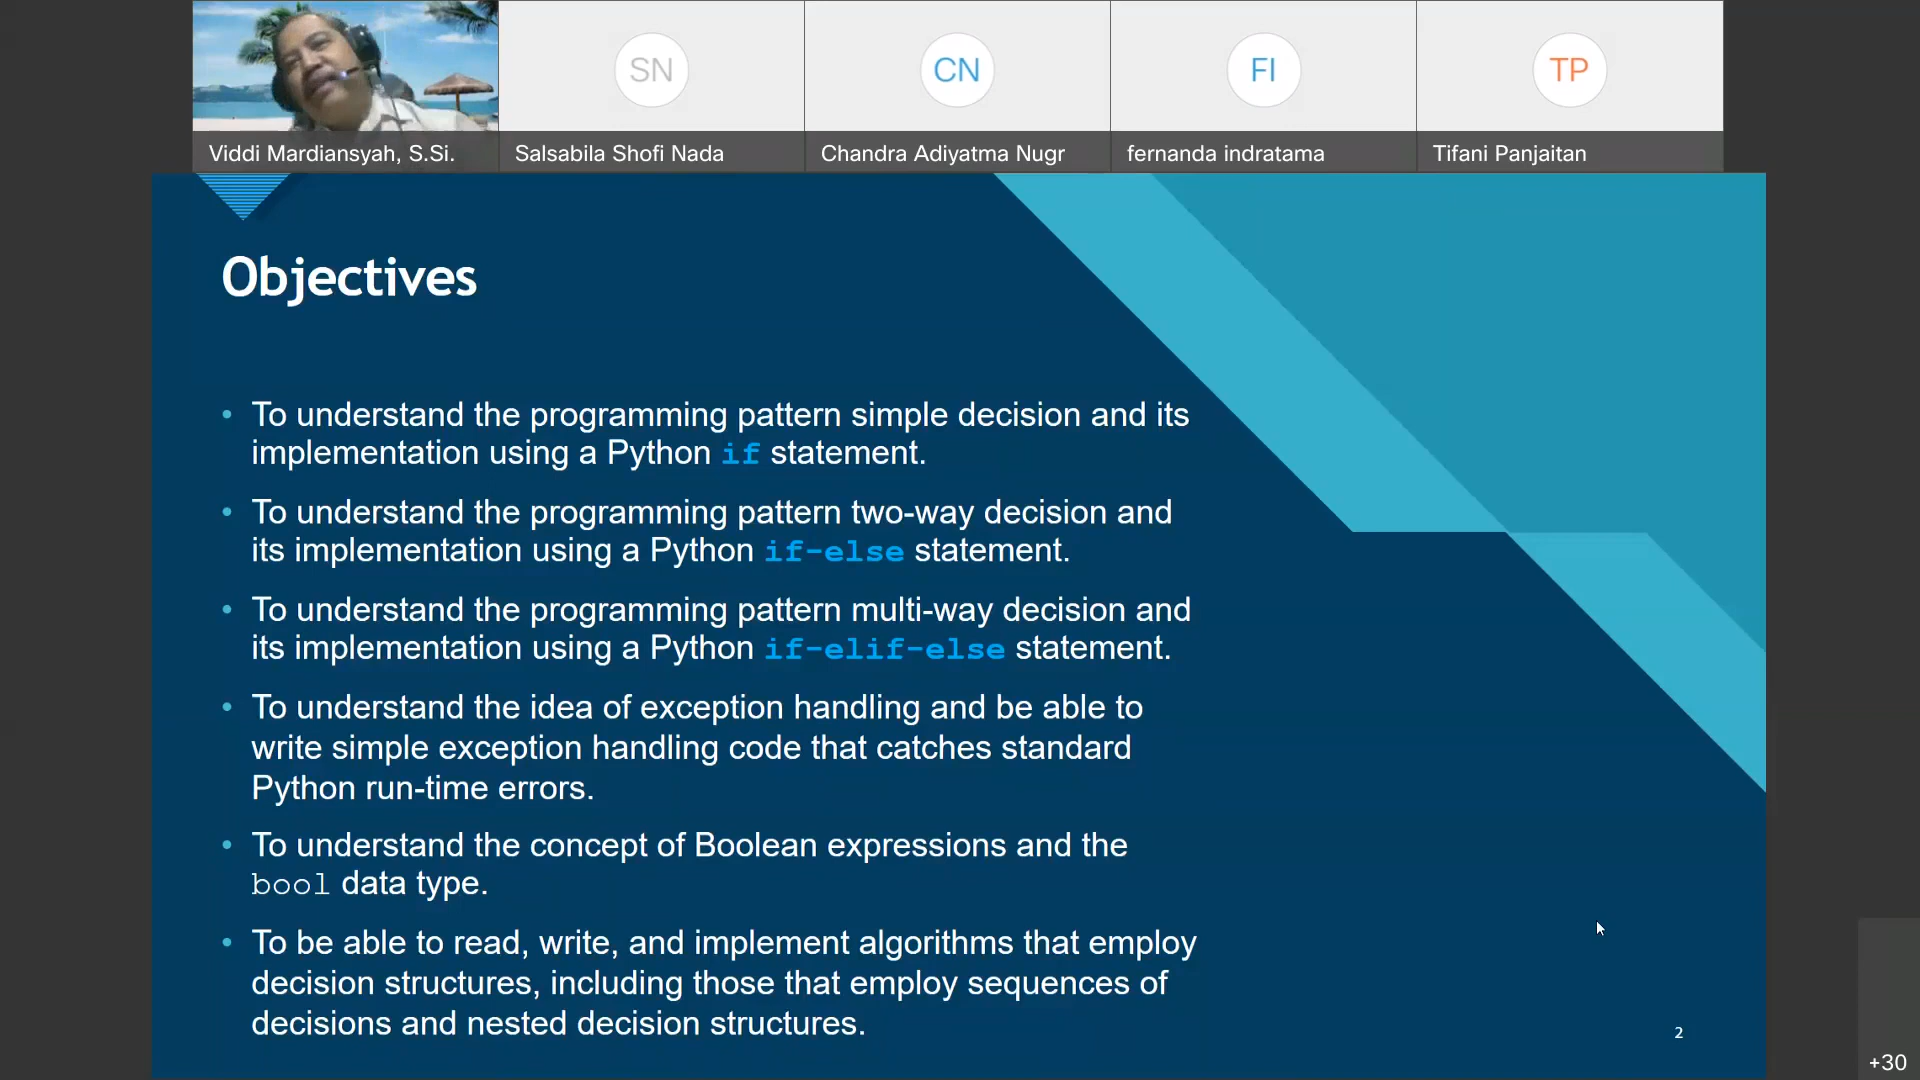 SN
CN
FI
TP
Viddi Mardiansyah, S.Si.
Salsabila Shofi Nada
Chandra Adiyatma Nugr
fernanda indratama
Tifani Panjaitan
Objectives
• To understand the programming pattern simple decision and its
implementation using a Python if statement.
• To understand the programming pattern two-way decision and
its implementation using a Python if-else statement.
• To understand the programming pattern multi-way decision and
its implementation using a Python if-elif-else statement.
• To understand the idea of exception handling and be able to
write simple exception handling code that catches standard
Python run-time errors.
• To understand the concept of Boolean expressions and the
bool data type.
• To be able to read, write, and implement algorithms that employ
decision structures, including those that employ sequences of
decisions and nested decision structures.
2
+30